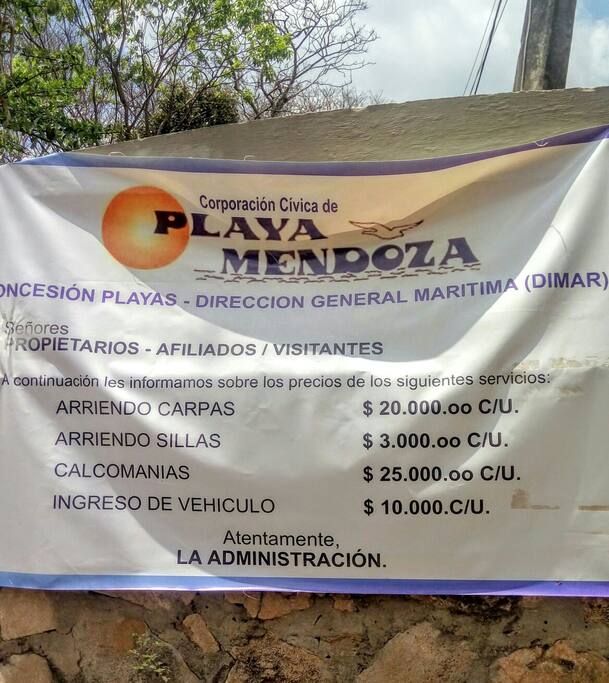 Corporación Cívica de
PLAYA
MENDOZA
ONCESIÓN PLAYAS - DIRECCION GENERAL MARITIMA (DIMAR)
Señores
PROPIETARIOS - AFILIADOS / VISITANTES
A continuación les informamos sobre los precios de los siguientes servicios:
ARRIENDO CARPAS $ 20.000.oo C/U.
ARRIENDO SILLAS $ 3.000.oo C/U.
CALCOMANIAS $ 25.000.oo C/U.
INGRESO DE VEHICULO $ 10.000.C/U.
Atentamente,
LA ADMINISTRACIÓN.